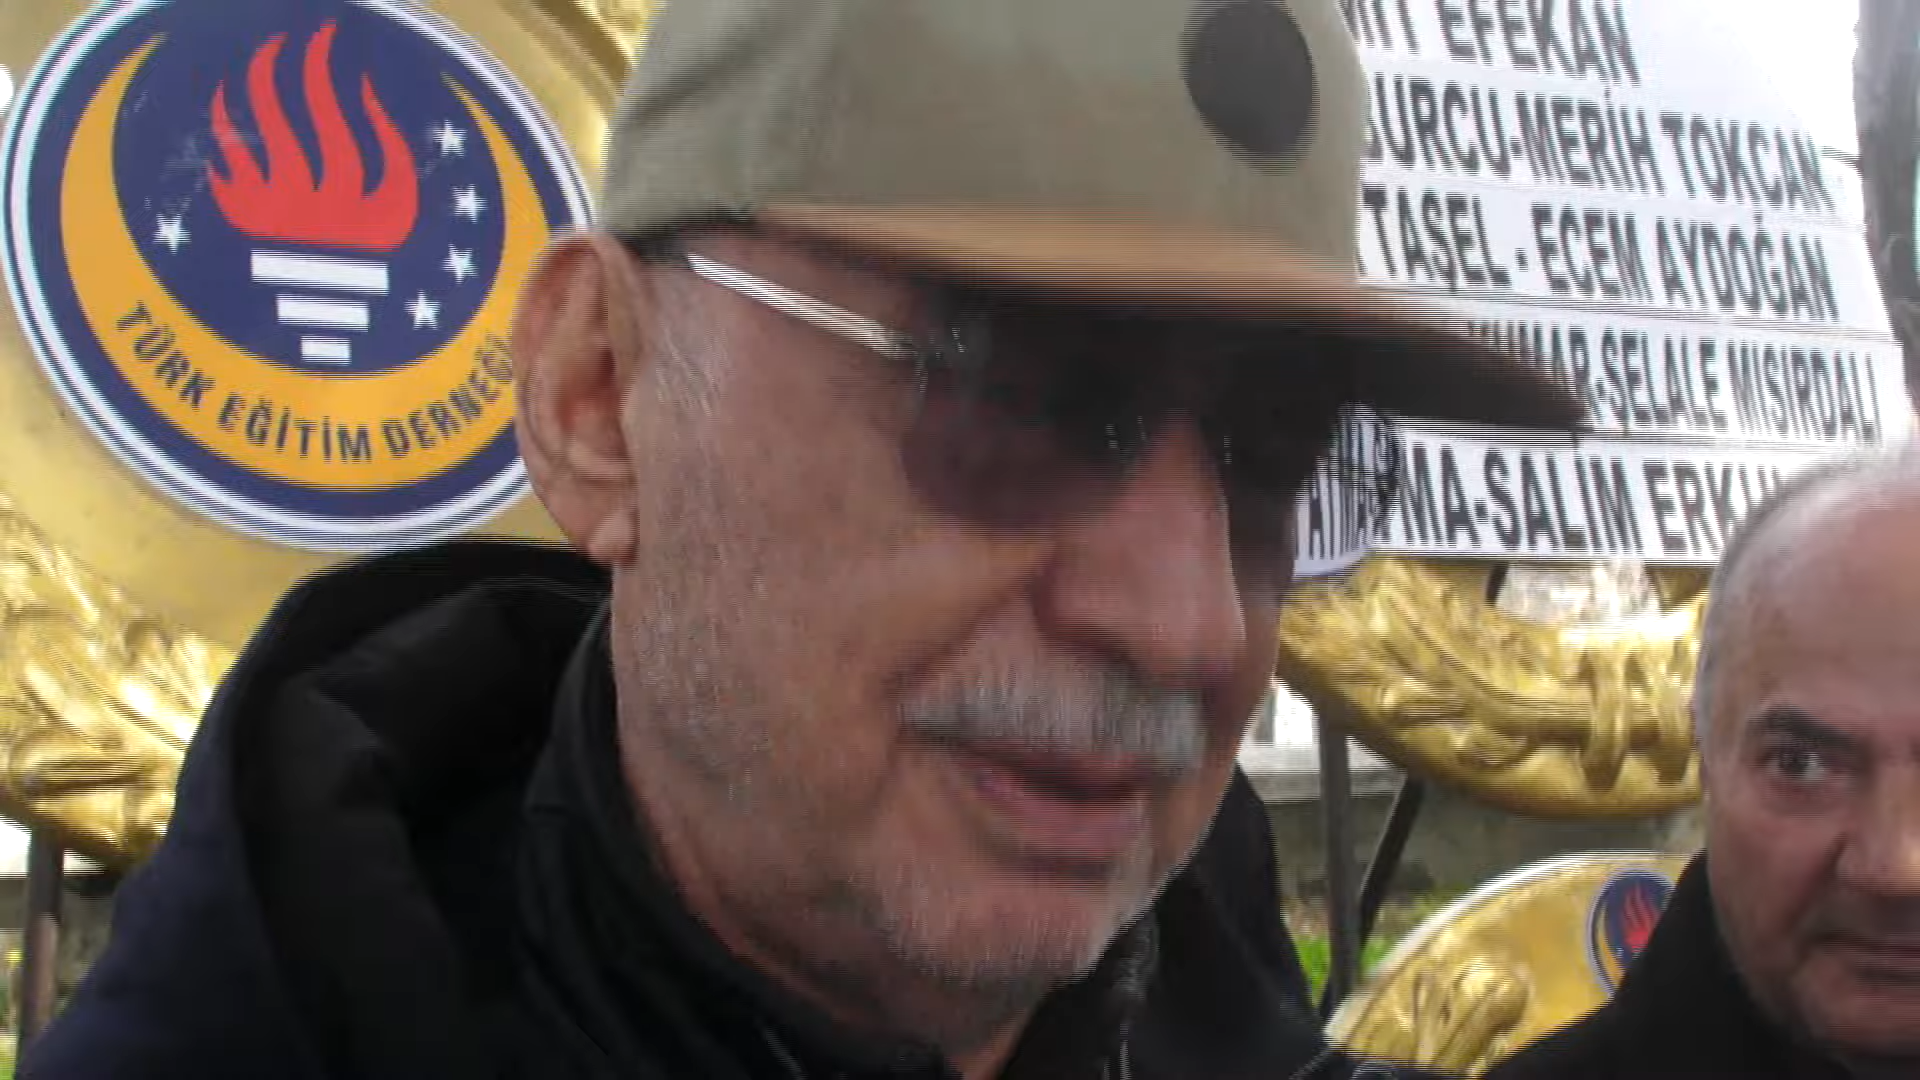 TÜRK EĞİTİM DERNEĞİ
EFEKAN
BURCU-MERİH TOKCAN
TAŞEL - ECEM AYDOĞAN
-ŞELALE MISIRDALI
MA-SALİM